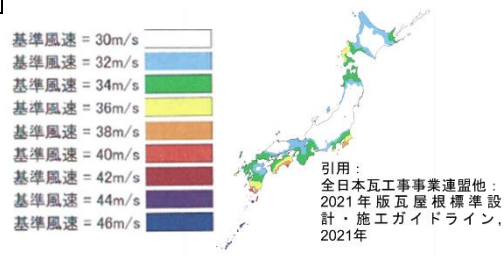 基準風速 = 30m/s
基準風速 = 32m/s
基準風速 = 34m/s
基準風速 = 36m/s
基準風速 = 38m/s
基準風速 = 40m/s
基準風速 = 42m/s
基準風速 = 44m/s
基準風速 = 46m/s
引用：
全日本瓦工事事業連盟他：
2021年版瓦屋根標準設
計・施工ガイドライン，
2021年